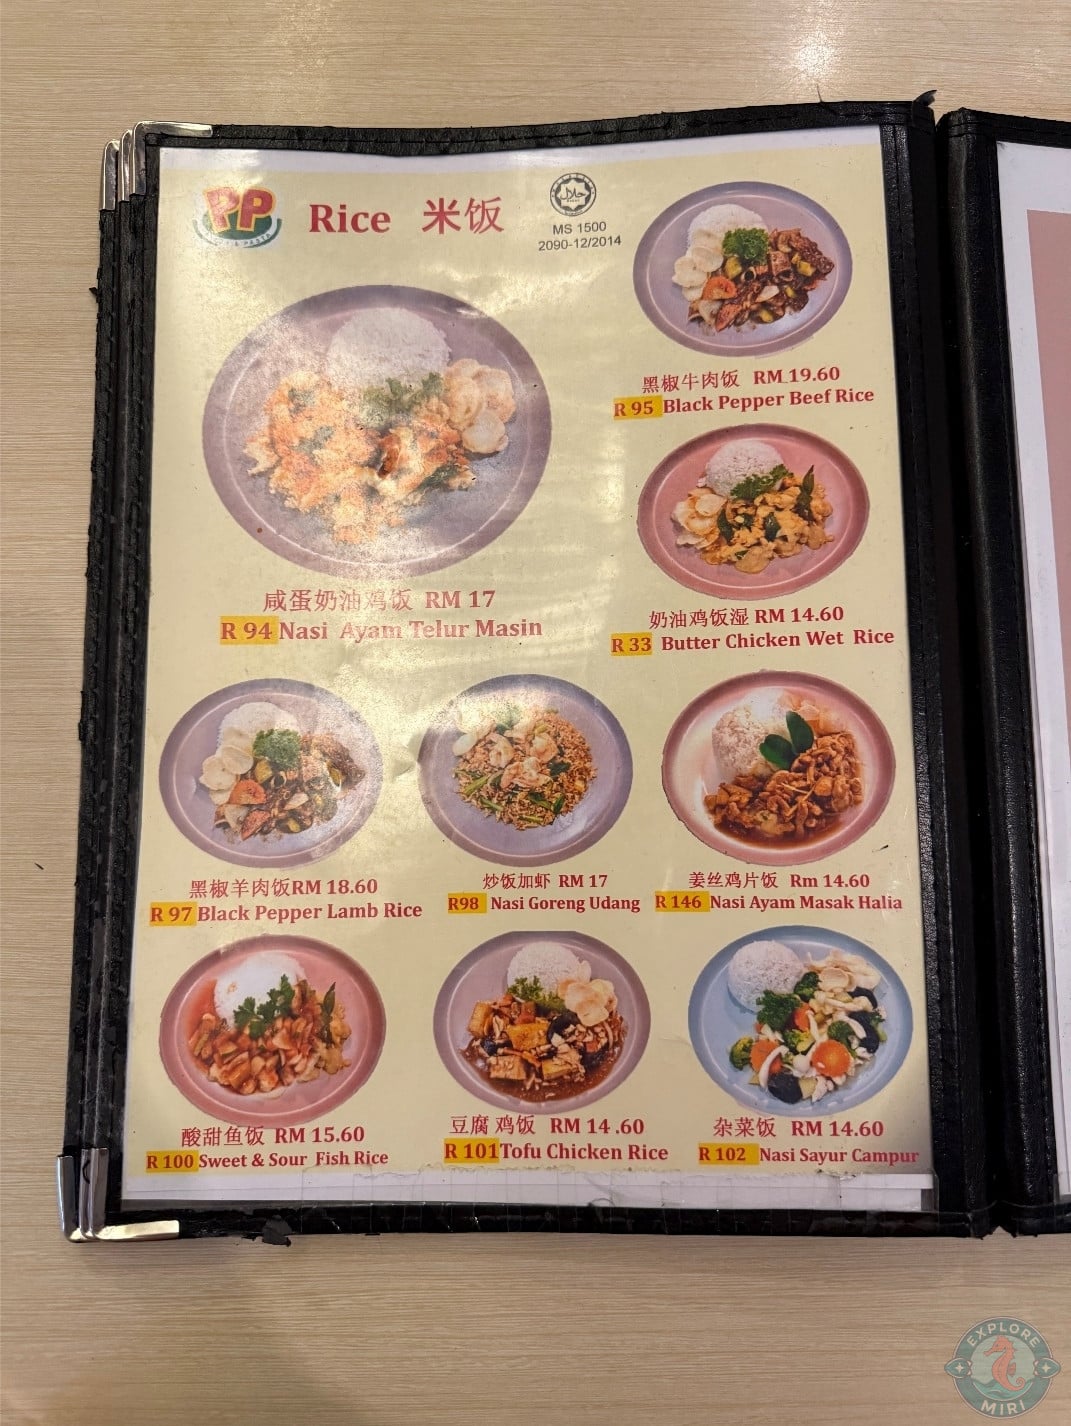 PP
Rice 米饭
MS 1500
2090-12/2014
黑椒牛肉饭 RM 19.60
R 95 Black Pepper Beef Rice
咸蛋奶油鸡饭 RM 17
R 94 Nasi Ayam Telur Masin
奶油鸡饭湿 RM 14.60
R 33 Butter Chicken Wet Rice
黑椒羊肉饭RM 18.60
R 97 Black Pepper Lamb Rice
炒饭加虾 RM 17
R98 Nasi Goreng Udang
姜丝鸡片饭 Rm 14.60
R 146 Nasi Ayam Masak Halia
酸甜鱼饭 RM 15.60
R 100 Sweet & Sour Fish Rice
豆腐 鸡饭 RM 14 .60
R 101 Tofu Chicken Rice
杂菜饭 RM 14.60
R 102 Nasi Sayur Campur
EXPLORE
MIRI